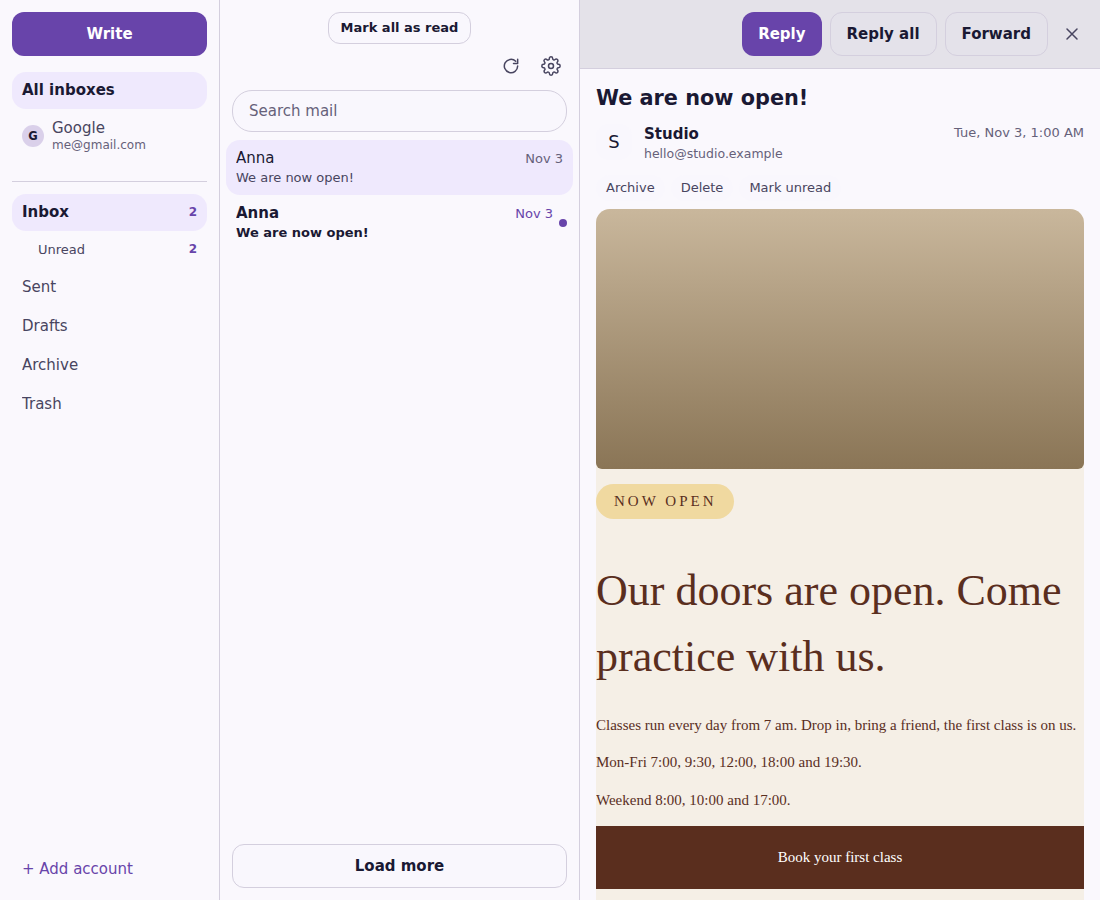 Write
All inboxes
G
Google
me@gmail.com
Inbox 2
Unread 2
Sent
Drafts
Archive
Trash
+ Add account
Mark all as read
Search mail
Anna Nov 3
We are now open!
Anna Nov 3
We are now open!
Load more
Reply Reply all Forward
We are now open!
S
Studio Tue, Nov 3, 1:00 AM
hello@studio.example
Archive Delete Mark unread
NOW OPEN
Our doors are open. Come
practice with us.
Classes run every day from 7 am. Drop in, bring a friend, the first class is on us.
Mon-Fri 7:00, 9:30, 12:00, 18:00 and 19:30.
Weekend 8:00, 10:00 and 17:00.
Book your first class